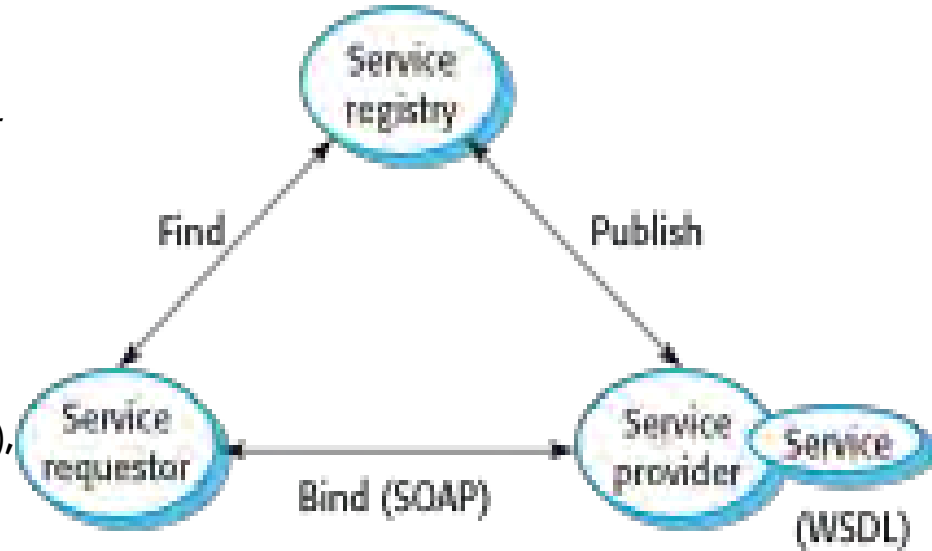 Service
registry
Find
Publish
Service
requestor
),
Bind (SOAP)
Service
provider
Service
(WSDL)